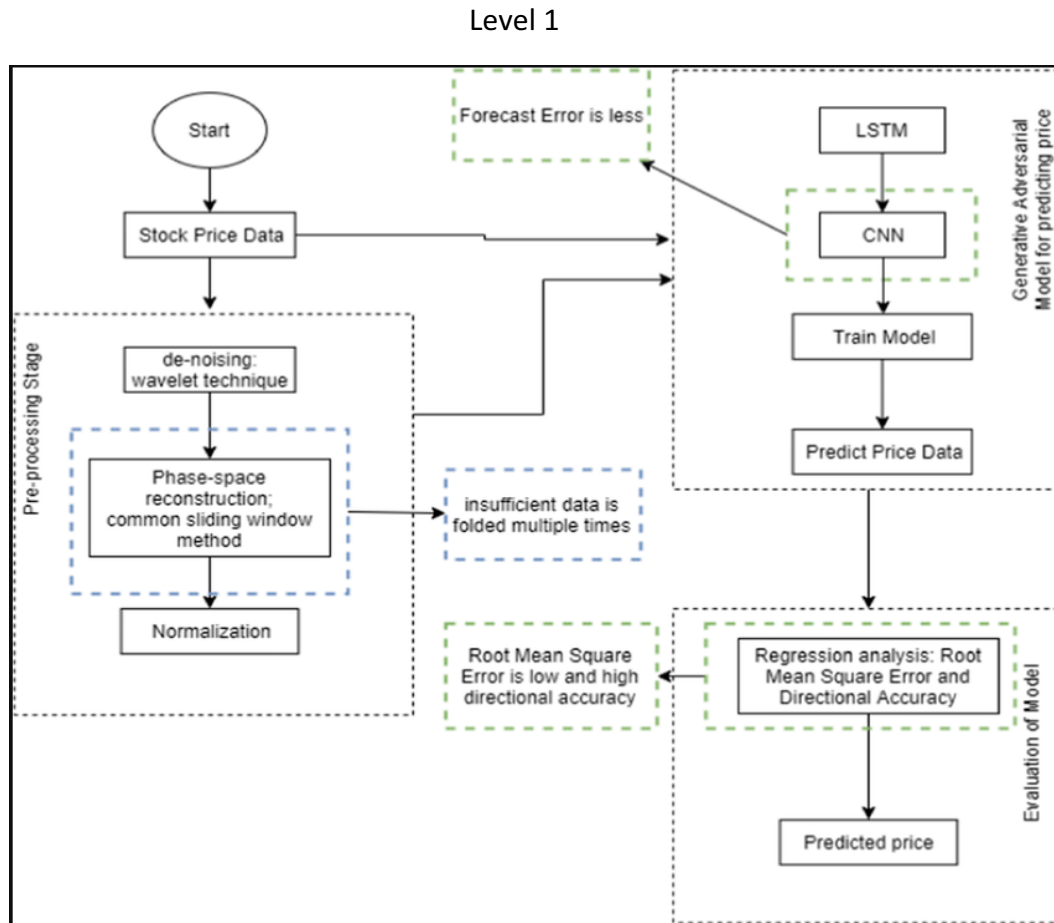 Level 1
Start
Stock Price Data
Pre-processing Stage
de-noising:
wavelet technique
Phase-space
reconstruction;
common sliding window
method
Normalization
insufficient data is
folded multiple times
Forecast Error is less
Generative Adversarial
Model for predicting price
LSTM
CNN
Train Model
Predict Price Data
Evaluation of Model
Regression analysis: Root
Mean Square Error and
Directional Accuracy
Root Mean Square
Error is low and high
directional accuracy
Predicted price